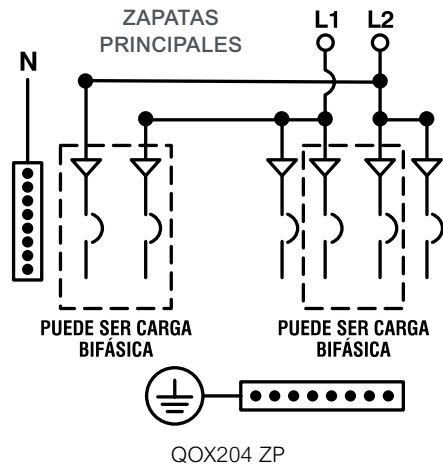 ZAPATAS
PRINCIPALES
L1 L2
N
PUEDE SER CARGA
BIFÁSICA
PUEDE SER CARGA
BIFÁSICA
QOX204 ZP